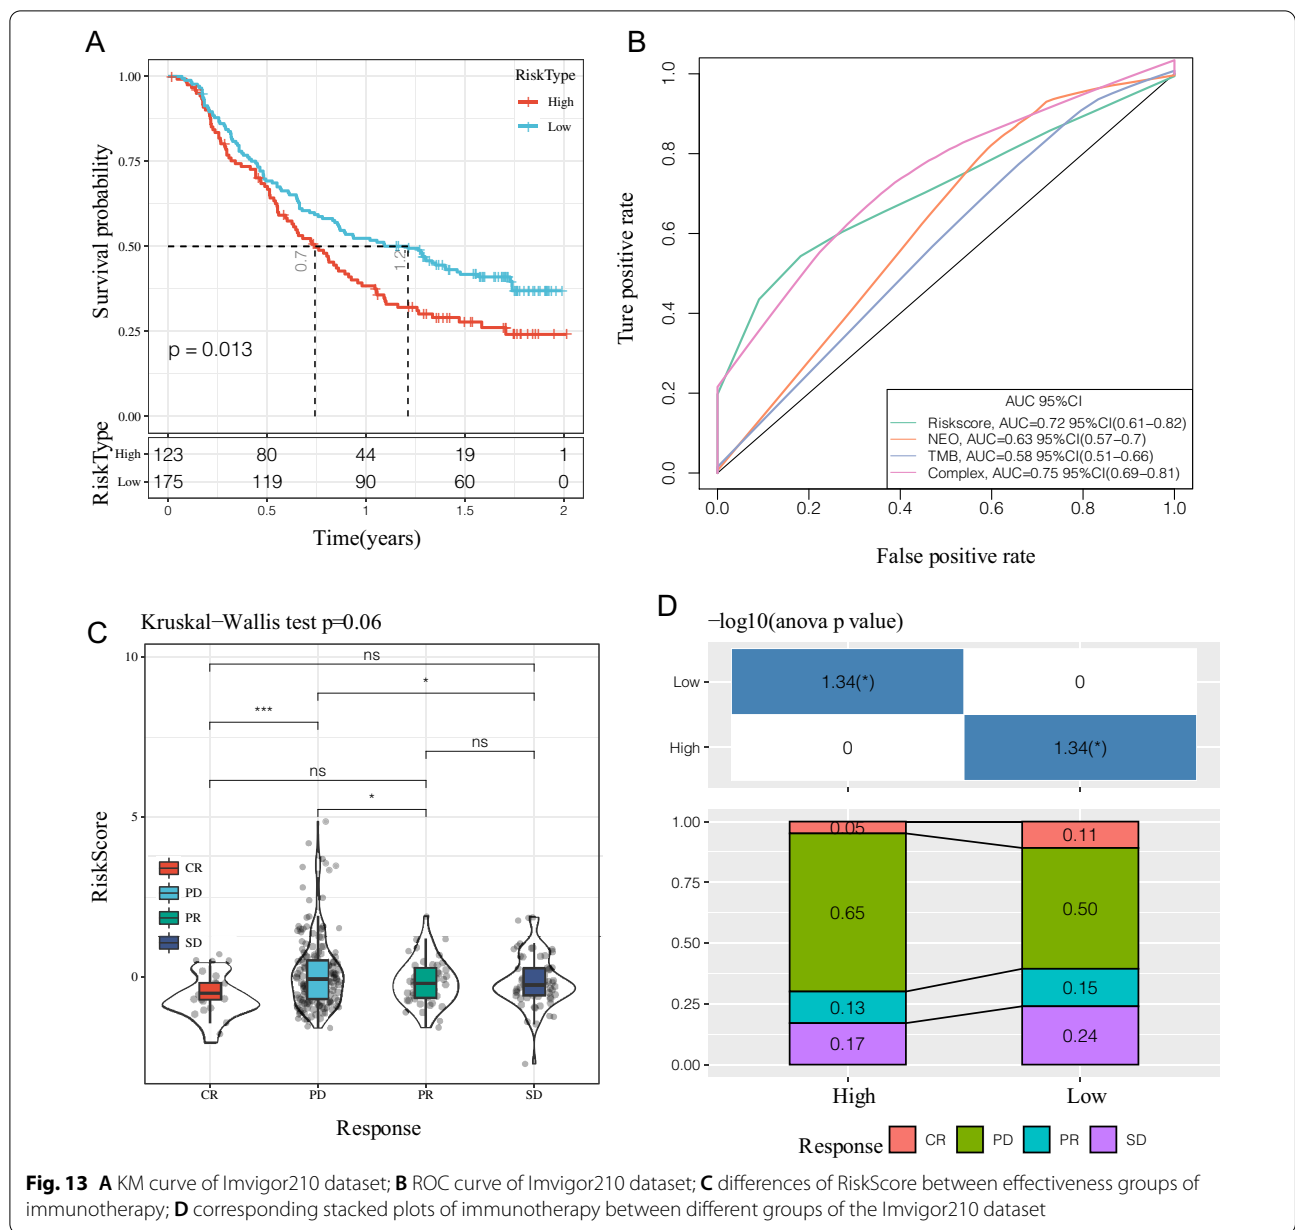 A
RiskType
High
Low
1.00
0.75
0.50
0.25
0.00
Survival probability
0.7
1.2
p = 0.013
RiskType
High 123 80 44 19 1
Low 175 119 90 60 0
0 0.5 1 1.5 2
Time(years)
B
1.0
0.8
0.6
0.4
0.2
0.0
Ture positive rate
AUC 95%CI
Riskscore, AUC=0.72 95%CI(0.61–0.82)
NEO, AUC=0.63 95%CI(0.57–0.7)
TMB, AUC=0.58 95%CI(0.51–0.66)
Complex, AUC=0.75 95%CI(0.69–0.81)
0.0 0.2 0.4 0.6 0.8 1.0
False positive rate
C
Kruskal−Wallis test p=0.06
10
5
0
RiskScore
ns
*
***
ns
ns
*
CR
PD
PR
SD
CR PD PR SD
Response
D
−log10(anova p value)
Low 1.34(*) 0
High 0 1.34(*)
1.00
0.75
0.50
0.25
0.00
0.05 0.11
0.65 0.50
0.13 0.15
0.17 0.24
High Low
Response CR PD PR SD
Fig. 13 A KM curve of Imvigor210 dataset; B ROC curve of Imvigor210 dataset; C differences of RiskScore between effectiveness groups of
immunotherapy; D corresponding stacked plots of immunotherapy between different groups of the Imvigor210 dataset